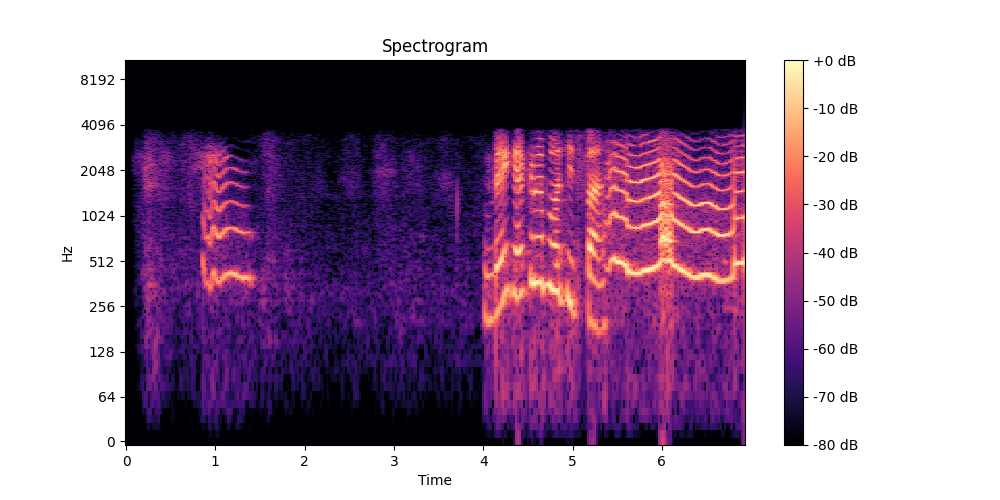 Spectrogram
8192
4096
2048
1024
512
256
128
64
0
Hz
0 1 2 3 4 5 6
Time
+0 dB
-10 dB
-20 dB
-30 dB
-40 dB
-50 dB
-60 dB
-70 dB
-80 dB